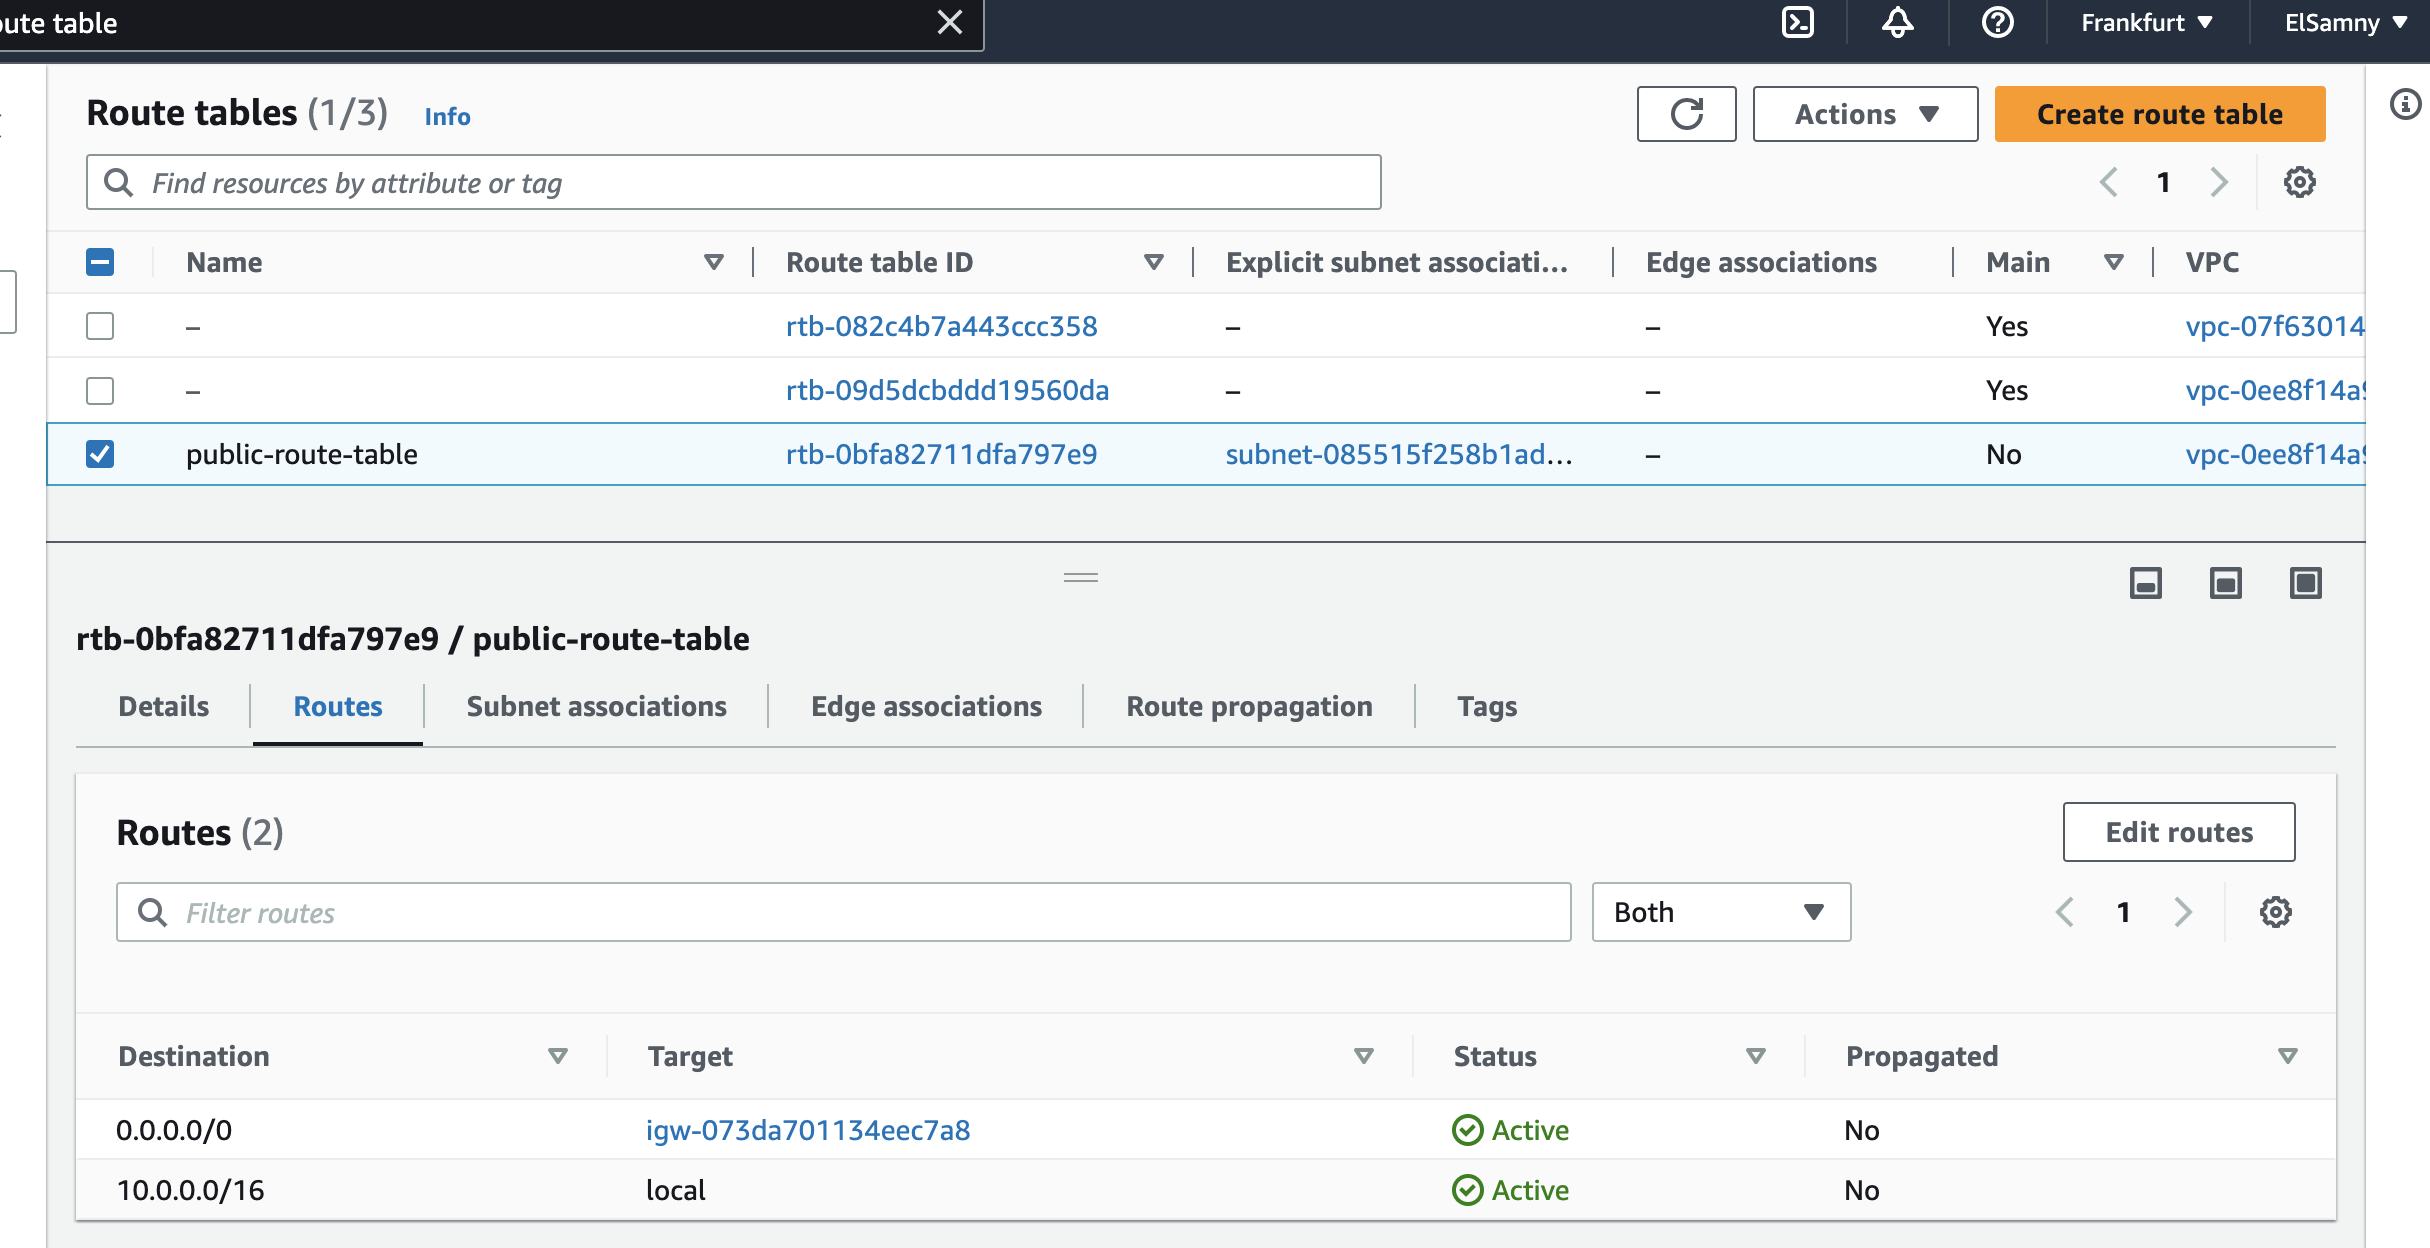 oute table
Frankfurt
ElSamny
Route tables (1/3) Info
Actions
Create route table
Find resources by attribute or tag
1
Name Route table ID Explicit subnet associati... Edge associations Main VPC
– rtb-082c4b7a443ccc358 – – Yes vpc-07f63014
– rtb-09d5dcbddd19560da – – Yes vpc-0ee8f14a9
public-route-table rtb-0bfa82711dfa797e9 subnet-085515f258b1ad... – No vpc-0ee8f14a9
rtb-0bfa82711dfa797e9 / public-route-table
Details Routes Subnet associations Edge associations Route propagation Tags
Routes (2)
Edit routes
Filter routes
Both
1
Destination Target Status Propagated
0.0.0.0/0 igw-073da701134eec7a8 Active No
10.0.0.0/16 local Active No